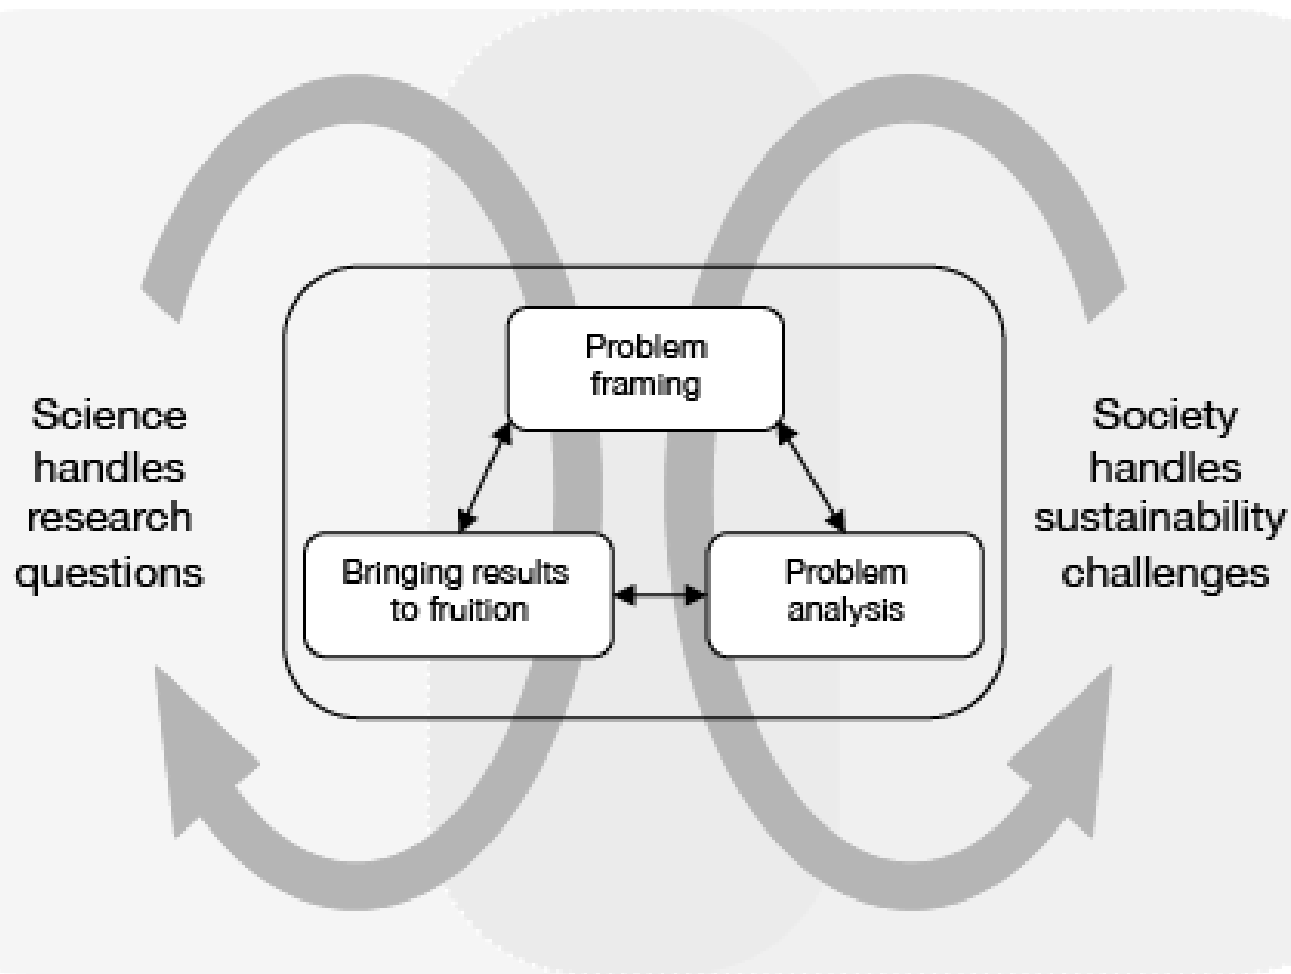 Problem
framing
Science
handles
research
questions
Society
handles
sustainability
challenges
Bringing results
to fruition
Problem
analysis